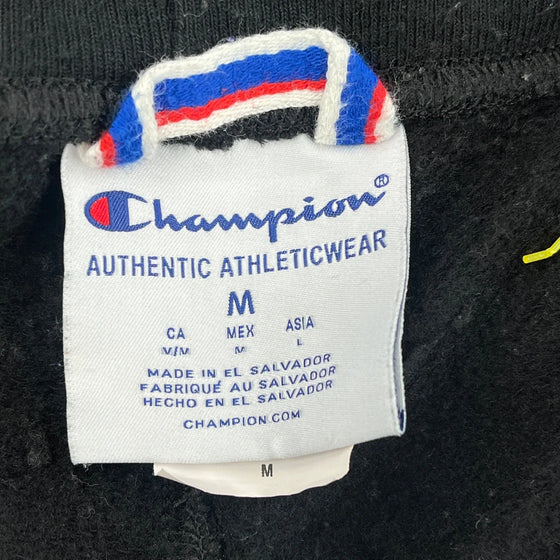 Champion®
AUTHENTIC ATHLETICWEAR
M
CA MEX ASIA
M/M M L
MADE IN EL SALVADOR
FABRIQUÉ AU SALVADOR
HECHO EN EL SALVADOR
CHAMPION.COM
M